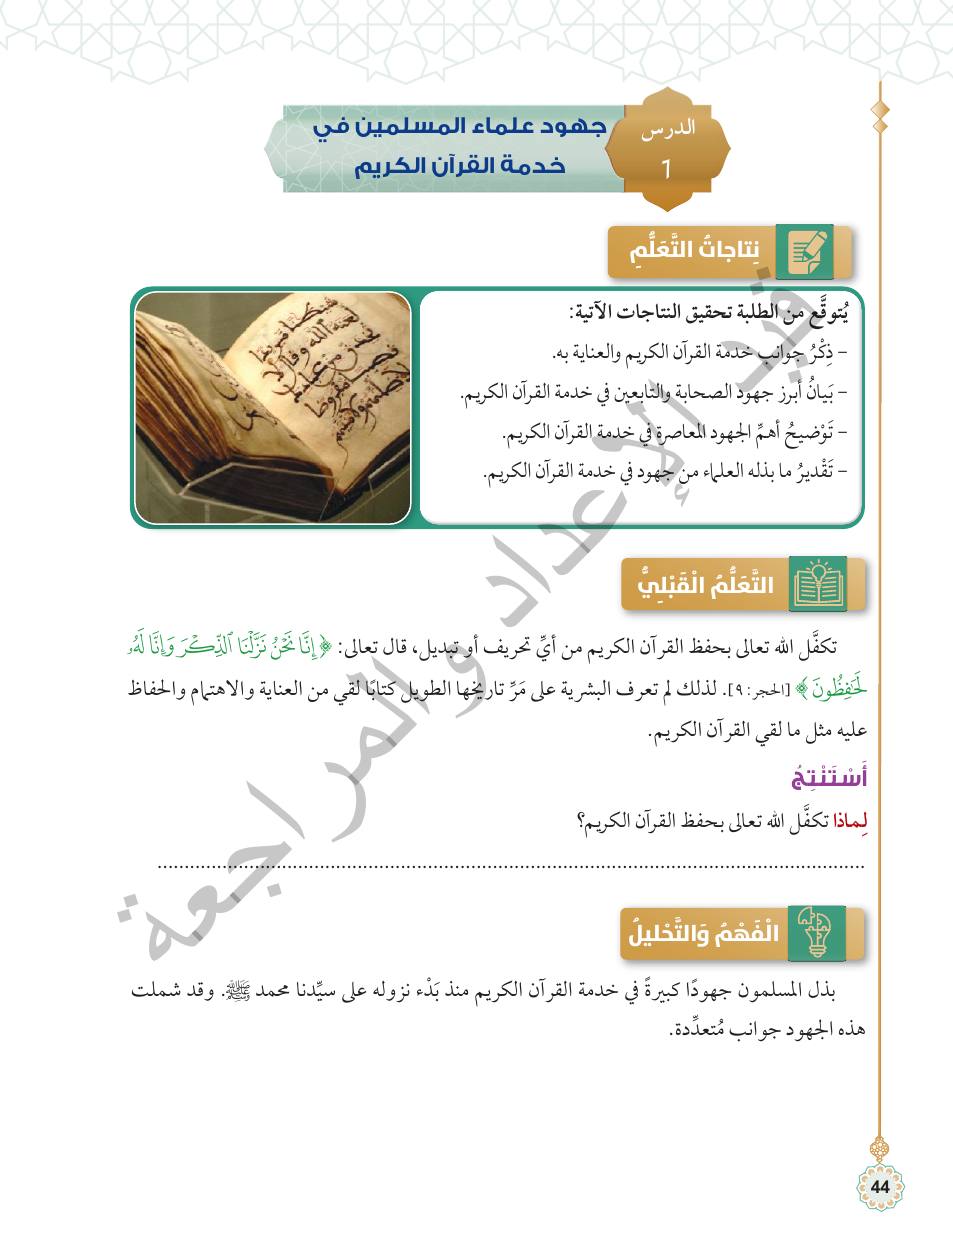 الدرس
6
جهود علماء المسلمين في
خدمة القرآن الكريم
نِتاجاتُ التَّعَلُّمِ
يُتوقَّع من الطلبة تحقيق النتاجات الآتية:
- ذِكْرُ جوانب خدمة القرآن الكريم والعناية به.
- بَيانُ أبرز جهود الصحابة والتابعين في خدمة القرآن الكريم.
- تَوْضيحُ أهمِّ الجهود المعاصرة في خدمة القرآن الكريم.
- تَقْديرُ ما بذله العلماء من جهود في خدمة القرآن الكريم.
التَّعَلُّمُ الْقَبْلِيُّ
تكفَّل الله تعالى بحفظ القرآن الكريم من أيِّ تحريف أو تبديل، قال تعالى: ﴿إِنَّا نَحْنُ نَزَّلْنَا ٱلذِّكْرَ وَإِنَّا لَهُۥ
لَحَٰفِظُونَ﴾ [الحجر: ٩]. لذلك لم تعرف البشرية على مَرِّ تاريخها الطويل كتابًا لقي من العناية والاهتمام والحفاظ
عليه مثل ما لقي القرآن الكريم.
أَسْتَنْتِجُ
لِماذا تكفَّل الله تعالى بحفظ القرآن الكريم؟
الْفَهْمُ وَالتَّحْليلُ
بذل المسلمون جهودًا كبيرةً في خدمة القرآن الكريم منذ بَدْء نزوله على سيِّدنا محمد ﷺ. وقد شملت
هذه الجهود جوانب مُتعدِّدة.
44
قيد الإعداد والمراجعة